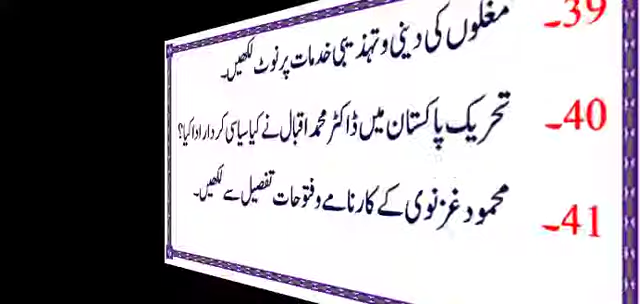 39۔ مغلوں کی دینی و تہذیبی خدمات پر نوٹ لکھیں۔
40۔ تحریک پاکستان میں ڈاکٹر محمد اقبال نے کیا سیاسی کردار ادا کیا؟
41۔ محمود غزنوی کے کارنامے و فتوحات تفصیل سے لکھیں۔